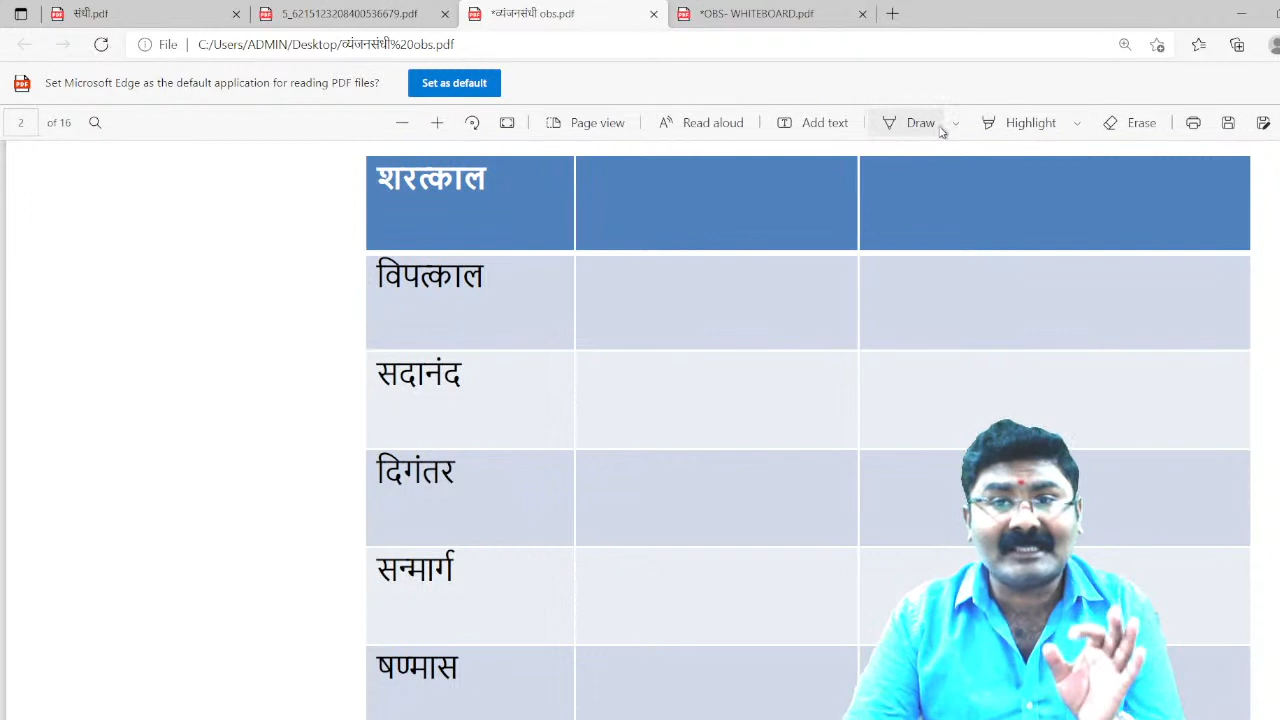 संधी.pdf
5_6215123208400536679.pdf
*व्यंजनसंधी obs.pdf
*OBS- WHITEBOARD.pdf
File
C:/Users/ADMIN/Desktop/व्यंजनसंधी%20obs.pdf
Set Microsoft Edge as the default application for reading PDF files?
Set as default
2 of 16
Page view
Read aloud
Add text
Draw
Highlight
Erase
शरत्काल
विपत्काल
सदानंद
दिगंतर
सन्मार्ग
षण्मास